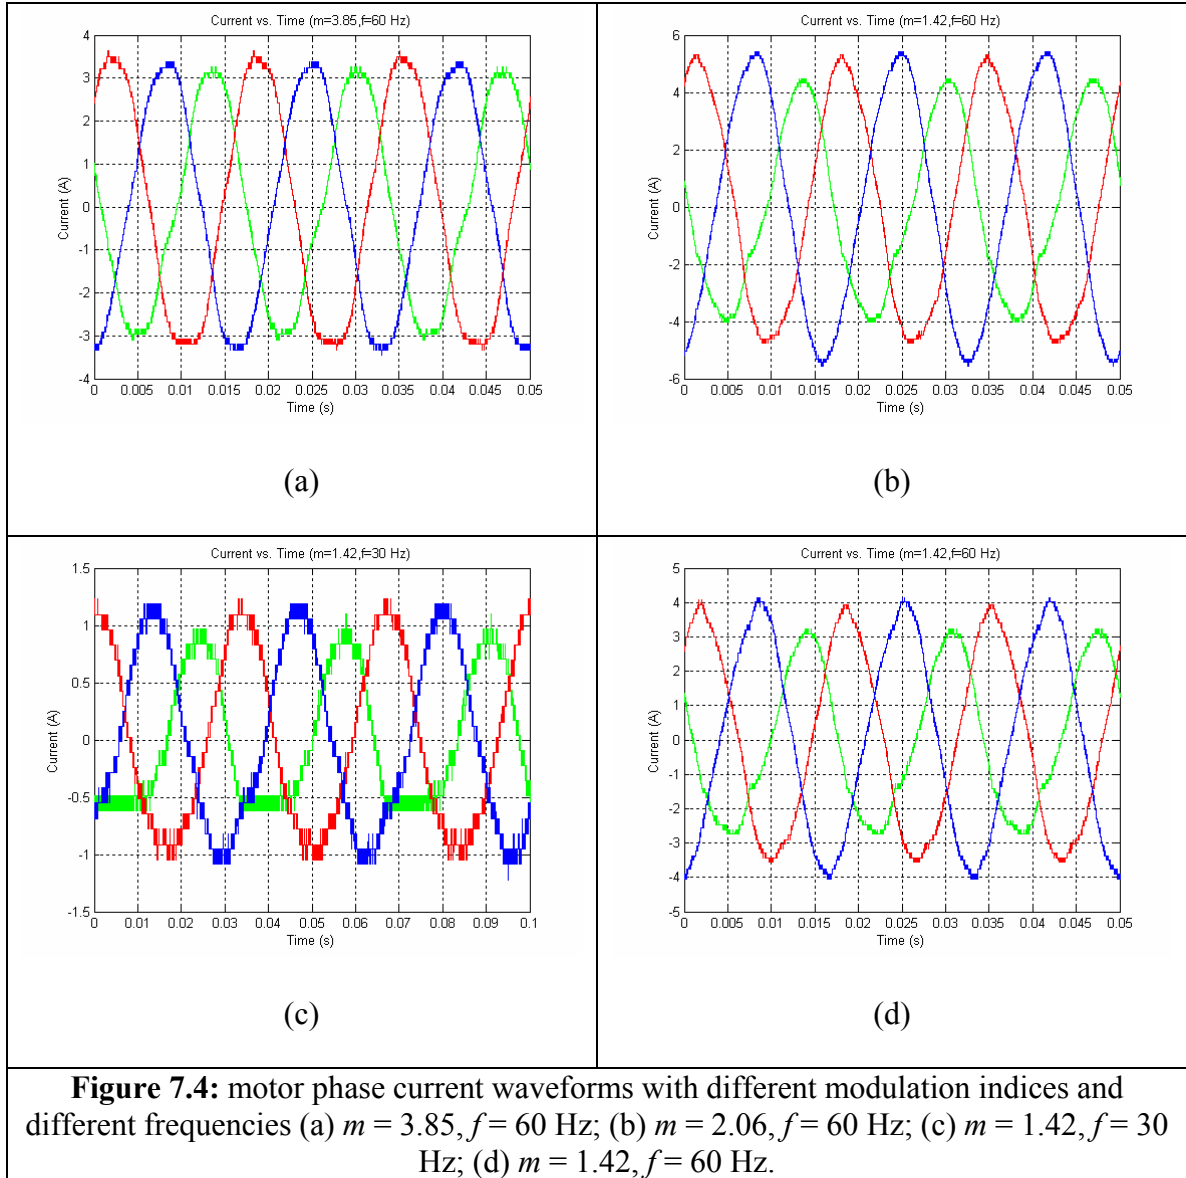 Current vs. Time (m=3.85,f=60 Hz)
4
3
2
1
0
-1
-2
-3
-4
Current (A)
0 0.005 0.01 0.015 0.02 0.025 0.03 0.035 0.04 0.045 0.05
Time (s)
(a)
Current vs. Time (m=1.42,f=60 Hz)
6
4
2
0
-2
-4
-6
Current (A)
0 0.005 0.01 0.015 0.02 0.025 0.03 0.035 0.04 0.045 0.05
Time (s)
(b)
Current vs. Time (m=1.42,f=30 Hz)
1.5
1
0.5
0
-0.5
-1
-1.5
Current (A)
0 0.01 0.02 0.03 0.04 0.05 0.06 0.07 0.08 0.09 0.1
Time (s)
(c)
Current vs. Time (m=1.42,f=60 Hz)
5
4
3
2
1
0
-1
-2
-3
-4
-5
Current (A)
0 0.005 0.01 0.015 0.02 0.025 0.03 0.035 0.04 0.045 0.05
Time (s)
(d)
Figure 7.4: motor phase current waveforms with different modulation indices and
different frequencies (a) m = 3.85, f = 60 Hz; (b) m = 2.06, f = 60 Hz; (c) m = 1.42, f = 30
Hz; (d) m = 1.42, f = 60 Hz.